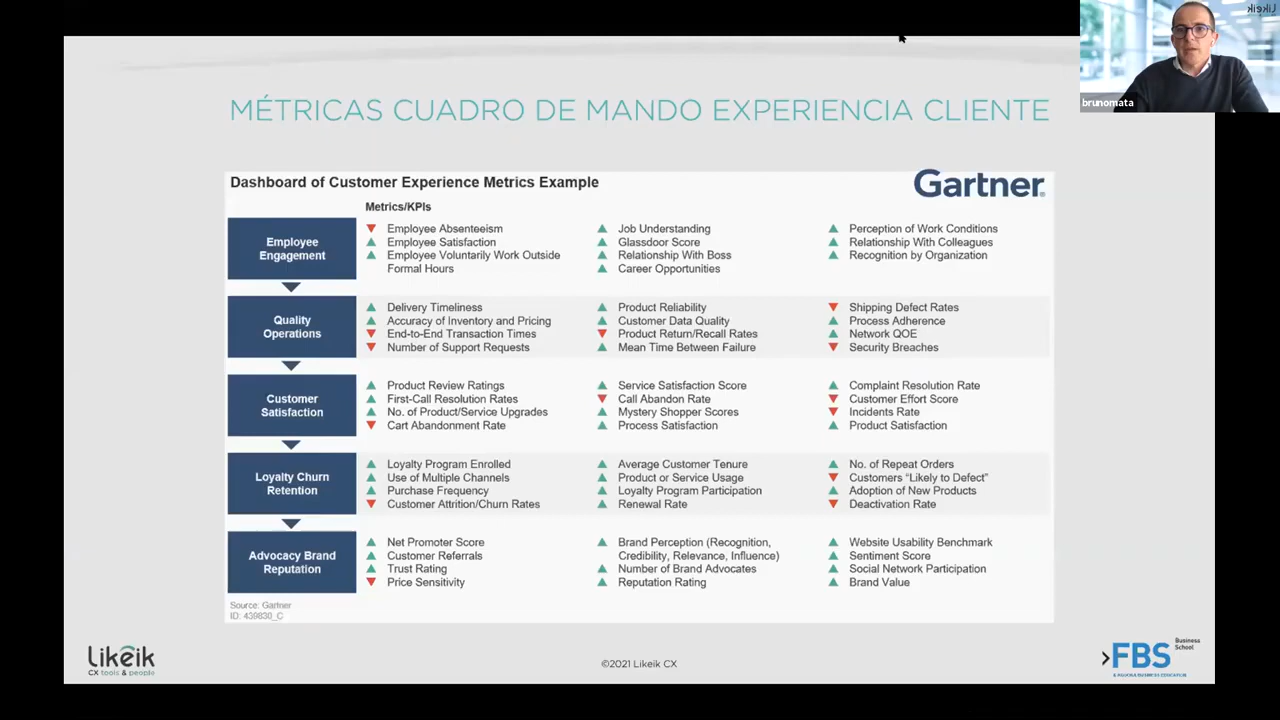 Likeik
brunomata
MÉTRICAS CUADRO DE MANDO EXPERIENCIA CLIENTE
Dashboard of Customer Experience Metrics Example
Gartner
Metrics/KPIs
Employee Engagement
Employee Absenteeism
Employee Satisfaction
Employee Voluntarily Work Outside
Formal Hours
Job Understanding
Glassdoor Score
Relationship With Boss
Career Opportunities
Perception of Work Conditions
Relationship With Colleagues
Recognition by Organization
Quality
Operations
Delivery Timeliness
Accuracy of Inventory and Pricing
End-to-End Transaction Times
Number of Support Requests
Product Reliability
Customer Data Quality
Product Return/Recall Rates
Mean Time Between Failure
Shipping Defect Rates
Process Adherence
Network QOE
Security Breaches
Customer
Satisfaction
Product Review Ratings
First-Call Resolution Rates
No. of Product/Service Upgrades
Cart Abandonment Rate
Service Satisfaction Score
Call Abandon Rate
Mystery Shopper Scores
Process Satisfaction
Complaint Resolution Rate
Customer Effort Score
Incidents Rate
Product Satisfaction
Loyalty Churn
Retention
Loyalty Program Enrolled
Use of Multiple Channels
Purchase Frequency
Customer Attrition/Churn Rates
Average Customer Tenure
Product or Service Usage
Loyalty Program Participation
Renewal Rate
No. of Repeat Orders
Customers “Likely to Defect”
Adoption of New Products
Deactivation Rate
Advocacy Brand
Reputation
Net Promoter Score
Customer Referrals
Trust Rating
Price Sensitivity
Brand Perception (Recognition,
Credibility, Relevance, Influence)
Number of Brand Advocates
Reputation Rating
Website Usability Benchmark
Sentiment Score
Social Network Participation
Brand Value
Source: Gartner
ID: 439830_C
Likeik
CX tools & people
©2021 Likeik CX
FBS
Business
School